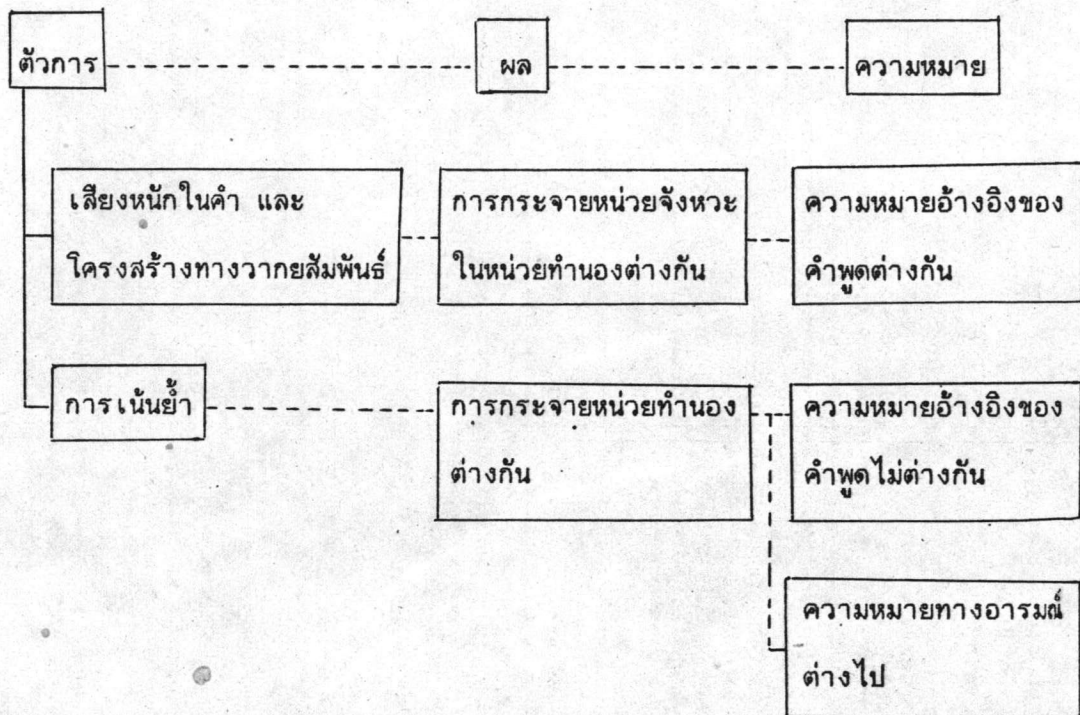 ตัวการ ผล ความหมาย
เสียงหนักในคำ และ
โครงสร้างทางวากยสัมพันธ์
การกระจายหน่วยจังหวะ
ในหน่วยทำนองต่างกัน
ความหมายอ้างอิงของ
คำพูดต่างกัน
การเน้นย้ำ
การกระจายหน่วยทำนอง
ต่างกัน
ความหมายอ้างอิงของ
คำพูดไม่ต่างกัน
ความหมายทางอารมณ์
ต่างไป